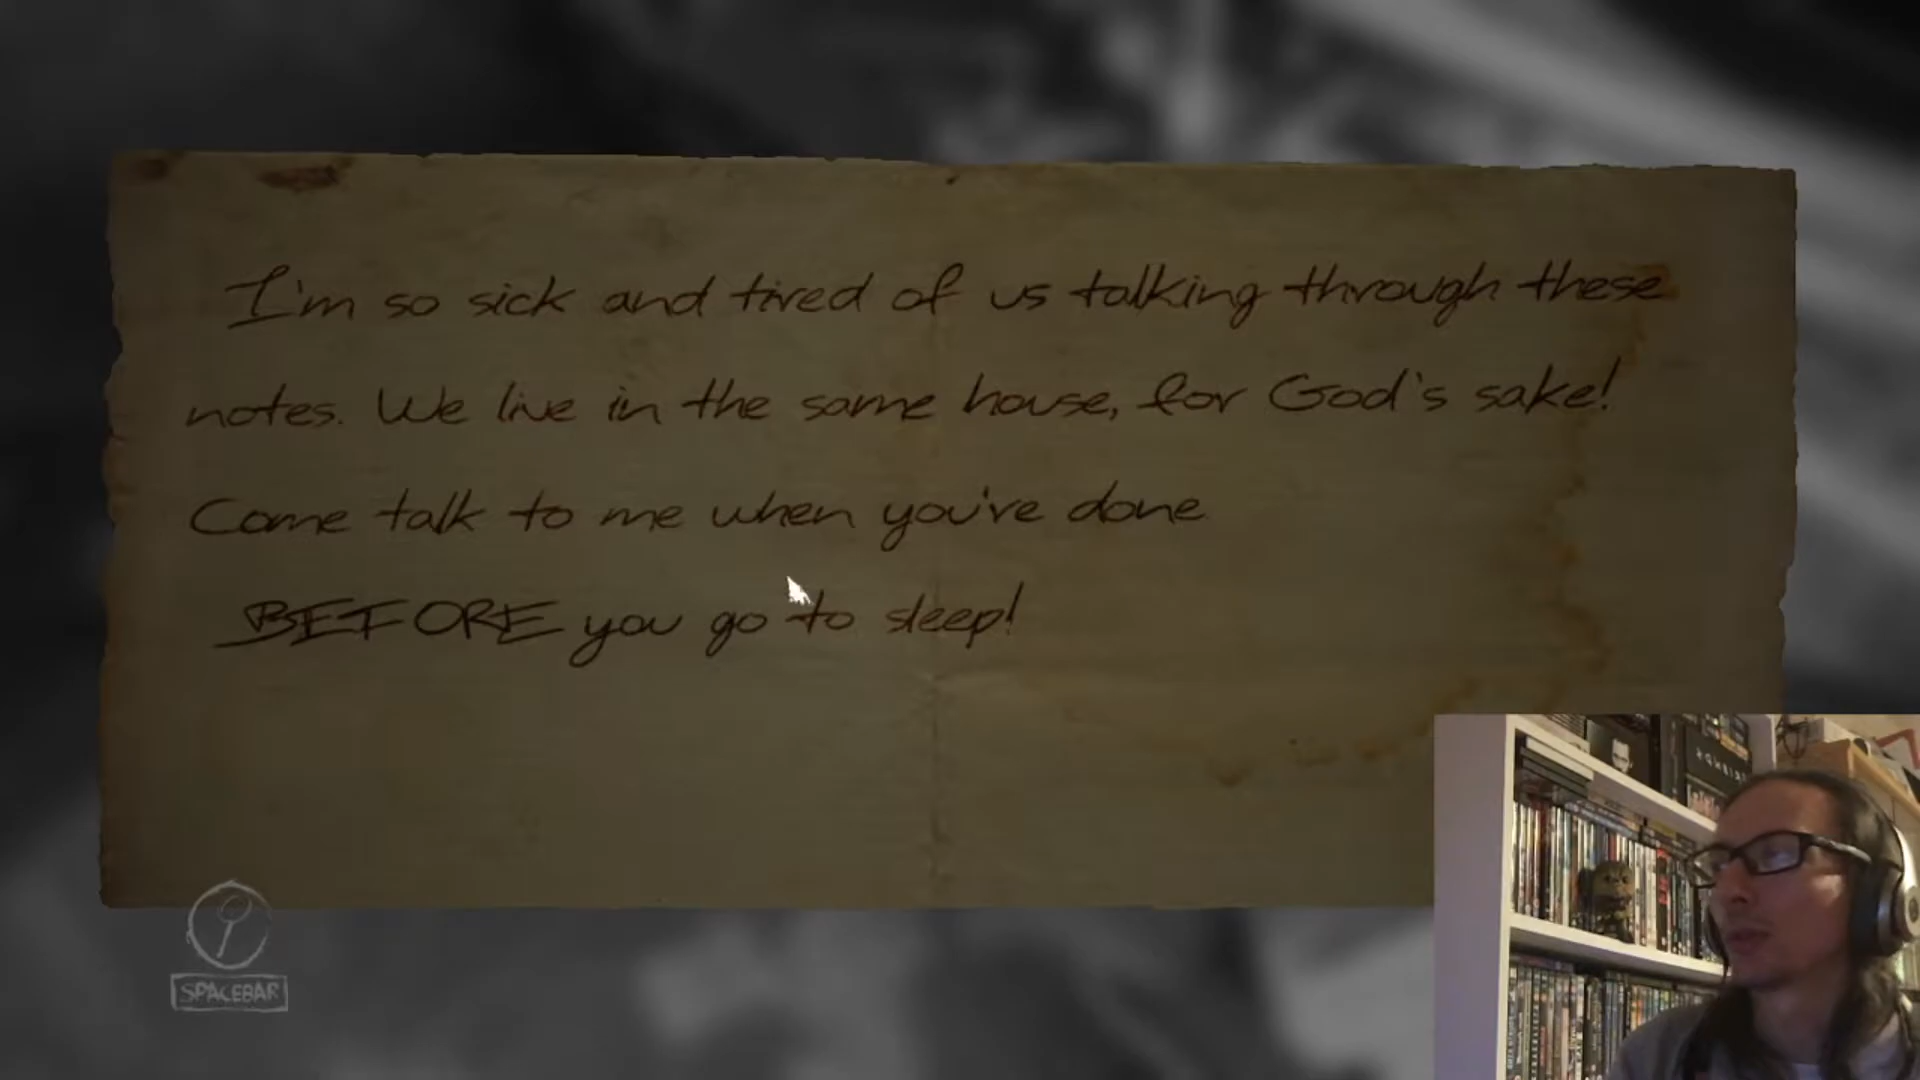 I'm so sick and tired of us talking through these
notes. We live in the same house, for God's sake!
Come talk to me when you've done
BEFORE you go to sleep!
SPACEBAR